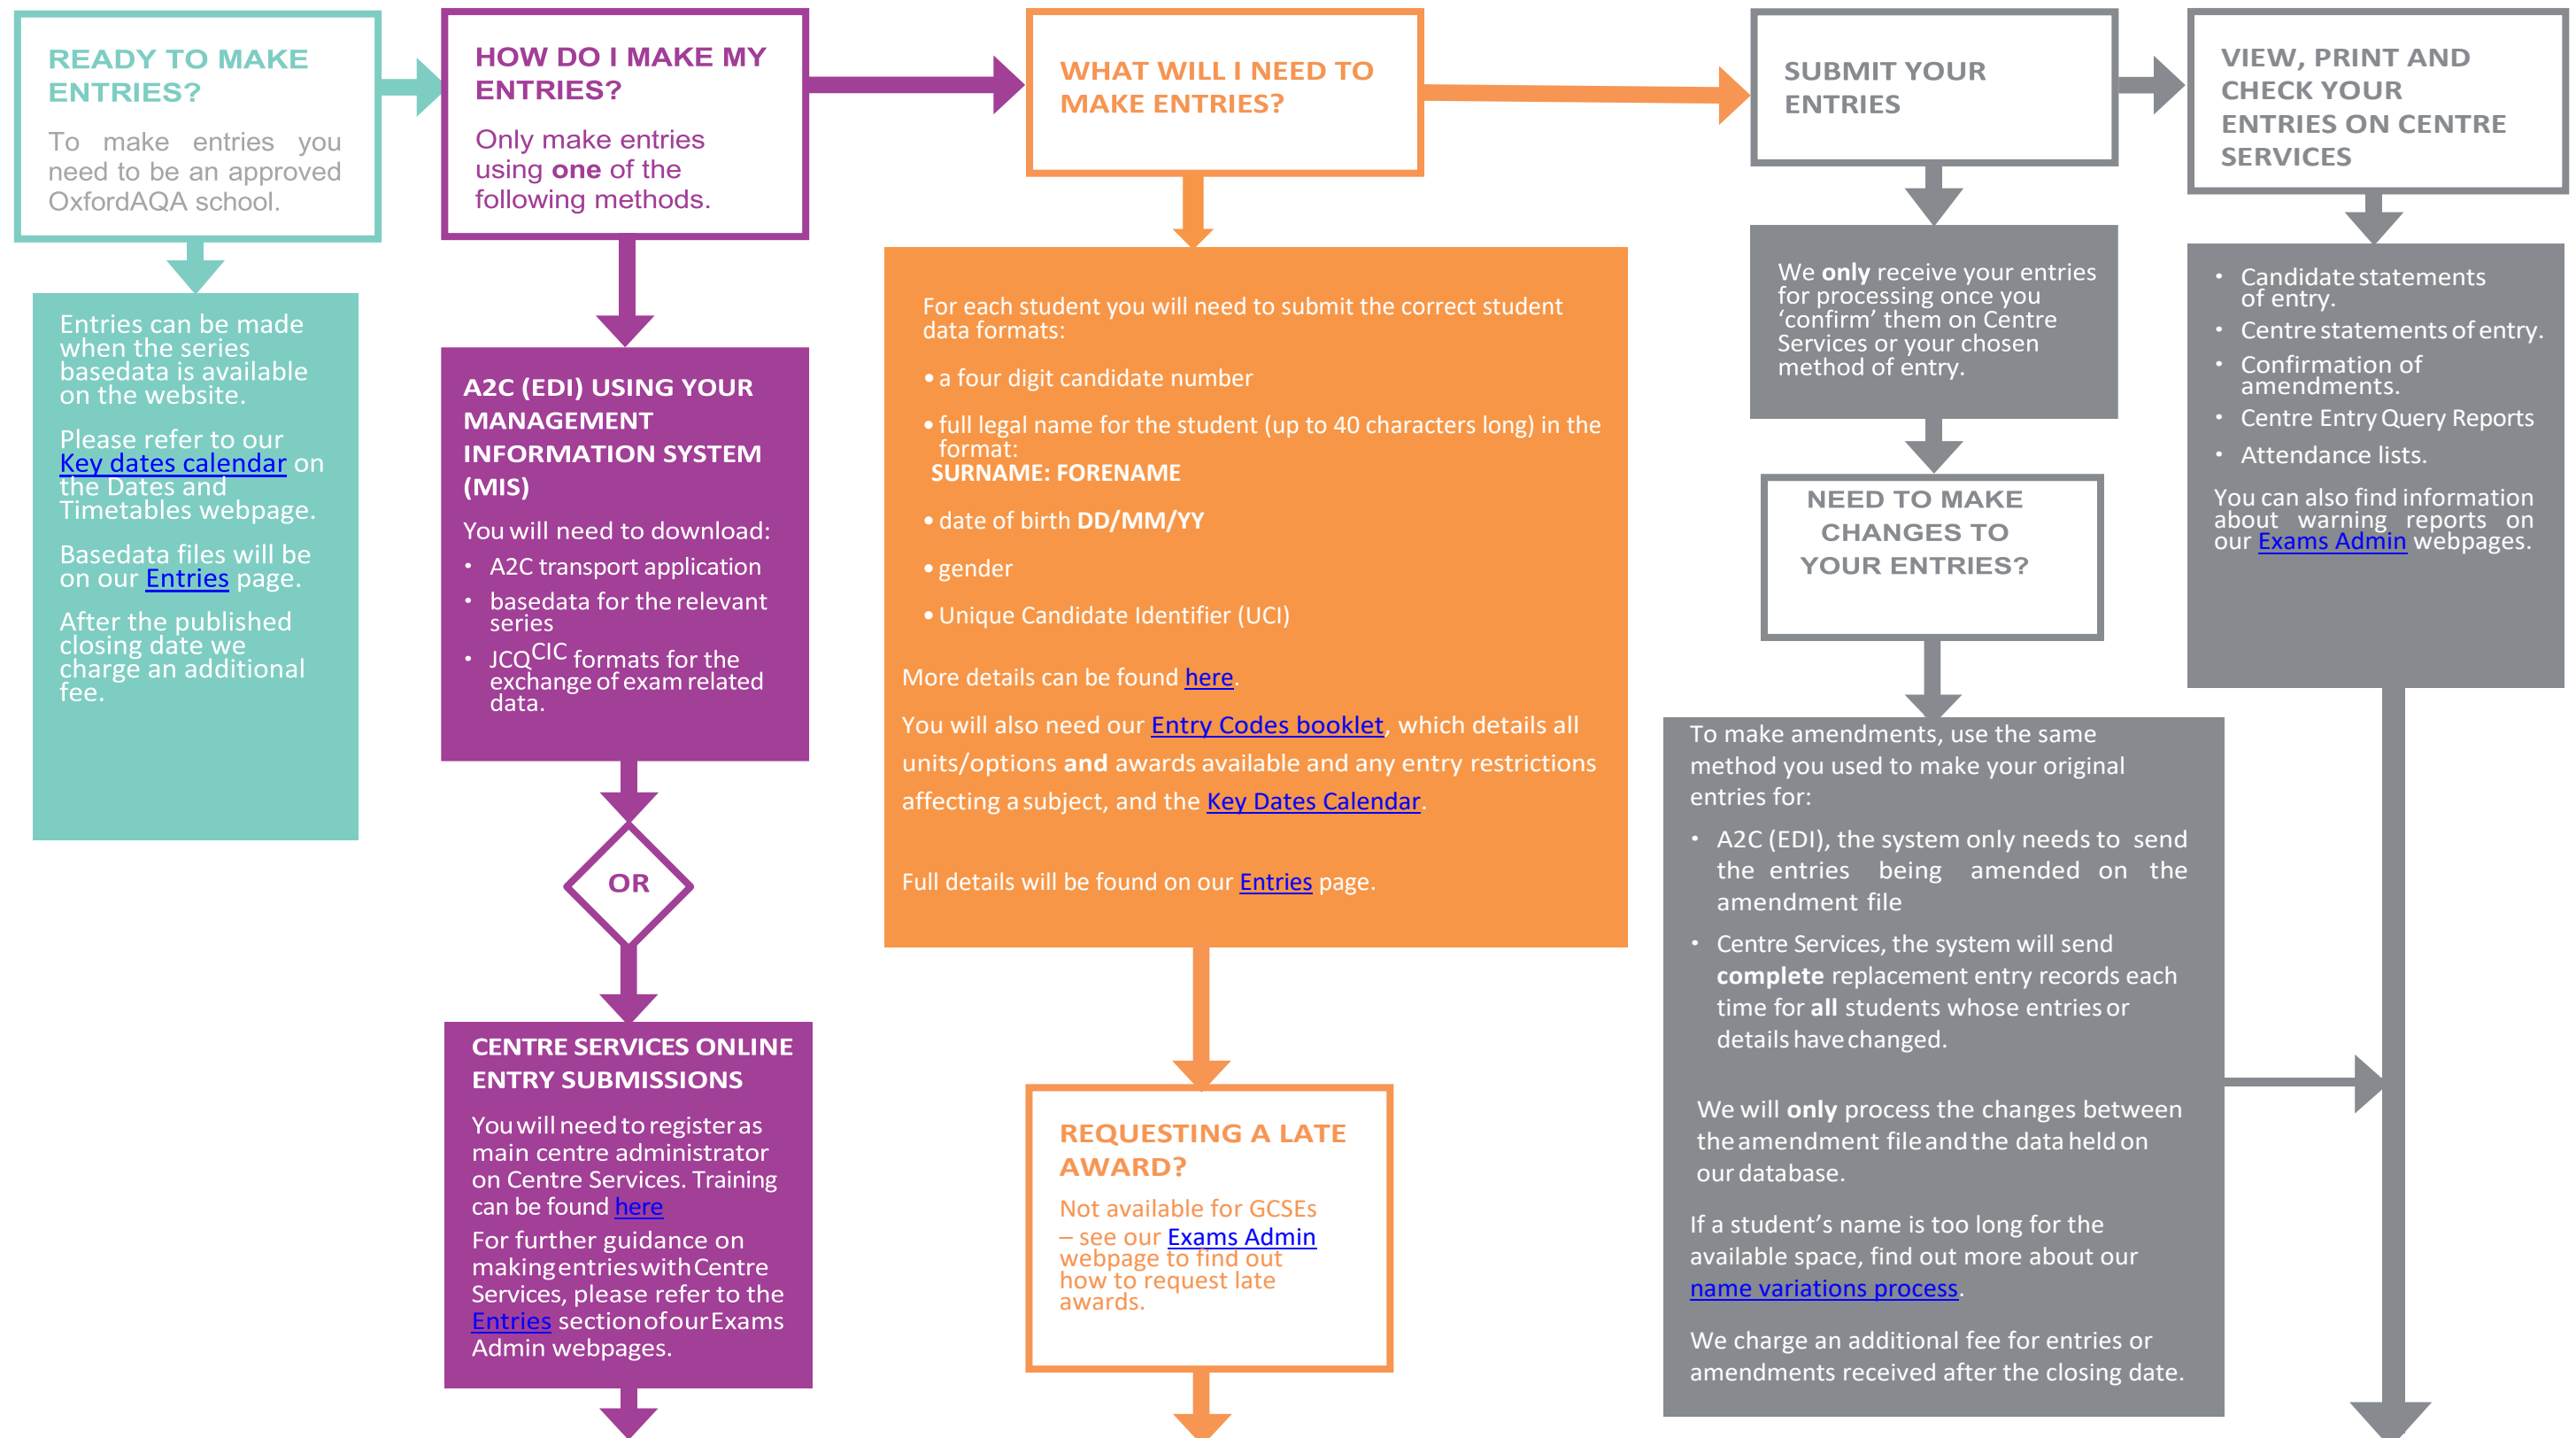 READY TO MAKE
ENTRIES?
To make entries you
need to be an approved
OxfordAQA school.
Entries can be made
when the series
basedata is available
on the website.
Please refer to our
Key dates calendar on
the Dates and
Timetables webpage.
Basedata files will be
on our Entries page.
After the published
closing date we
charge an additional
fee.
HOW DO I MAKE MY
ENTRIES?
Only make entries
using one of the
following methods.
A2C (EDI) USING YOUR
MANAGEMENT
INFORMATION SYSTEM
(MIS)
You will need to download:
• A2C transport application
• basedata for the relevant
series
• JCQCIC formats for the
exchange of exam related
data.
OR
CENTRE SERVICES ONLINE
ENTRY SUBMISSIONS
You will need to register as
main centre administrator
on Centre Services. Training
can be found here
For further guidance on
making entries with Centre
Services, please refer to the
Entries section of our Exams
Admin webpages.
WHAT WILL I NEED TO
MAKE ENTRIES?
For each student you will need to submit the correct student
data formats:
• a four digit candidate number
• full legal name for the student (up to 40 characters long) in the
format:
SURNAME: FORENAME
• date of birth DD/MM/YY
• gender
• Unique Candidate Identifier (UCI)
More details can be found here.
You will also need our Entry Codes booklet, which details all
units/options and awards available and any entry restrictions
affecting a subject, and the Key Dates Calendar.
Full details will be found on our Entries page.
REQUESTING A LATE
AWARD?
Not available for GCSEs
– see our Exams Admin
webpage to find out
how to request late
awards.
SUBMIT YOUR
ENTRIES
We only receive your entries
for processing once you
‘confirm’ them on Centre
Services or your chosen
method of entry.
NEED TO MAKE
CHANGES TO
YOUR ENTRIES?
To make amendments, use the same
method you used to make your original
entries for:
• A2C (EDI), the system only needs to send
the entries being amended on the
amendment file
• Centre Services, the system will send
complete replacement entry records each
time for all students whose entries or
details have changed.
We will only process the changes between
the amendment file and the data held on
our database.
If a student’s name is too long for the
available space, find out more about our
name variations process.
We charge an additional fee for entries or
amendments received after the closing date.
VIEW, PRINT AND
CHECK YOUR
ENTRIES ON CENTRE
SERVICES
• Candidate statements
of entry.
• Centre statements of entry.
• Confirmation of
amendments.
• Centre Entry Query Reports
• Attendance lists.
You can also find information
about warning reports on
our Exams Admin webpages.